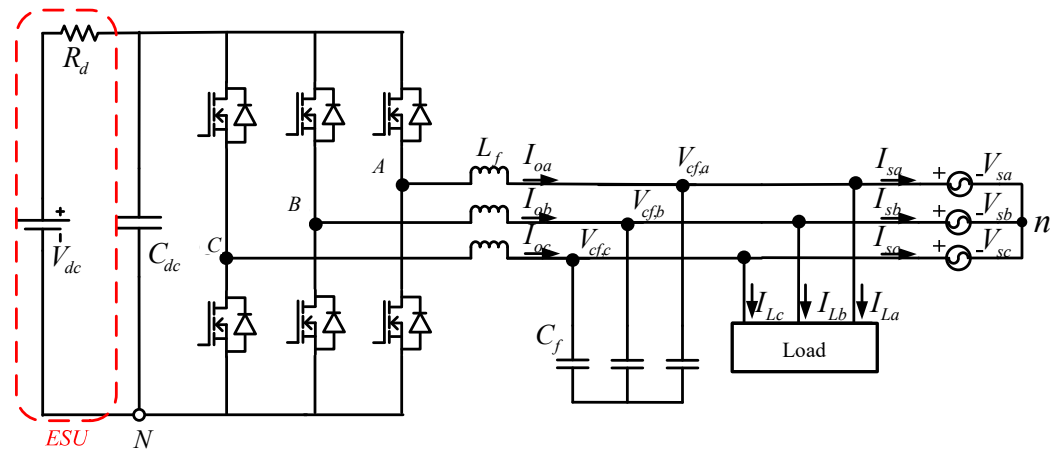 R_d
V_dc
+
-
C_dc
ESU
N
A
B
C
L_f
I_oa
I_ob
I_oc
V_cf,a
V_cf,b
V_cf,c
C_f
I_sa
I_sb
I_sa
+ - V_sa
+ - V_sb
+ - V_sc
n
I_Lc
I_Lb
I_La
Load